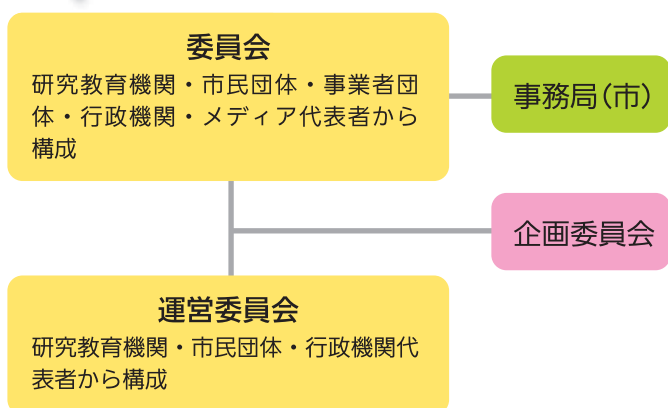 委員会
研究教育機関・市民団体・事業者団
体・行政機関・メディア代表者から
構成
事務局（市）
企画委員会
運営委員会
研究教育機関・市民団体・行政機関代
表者から構成